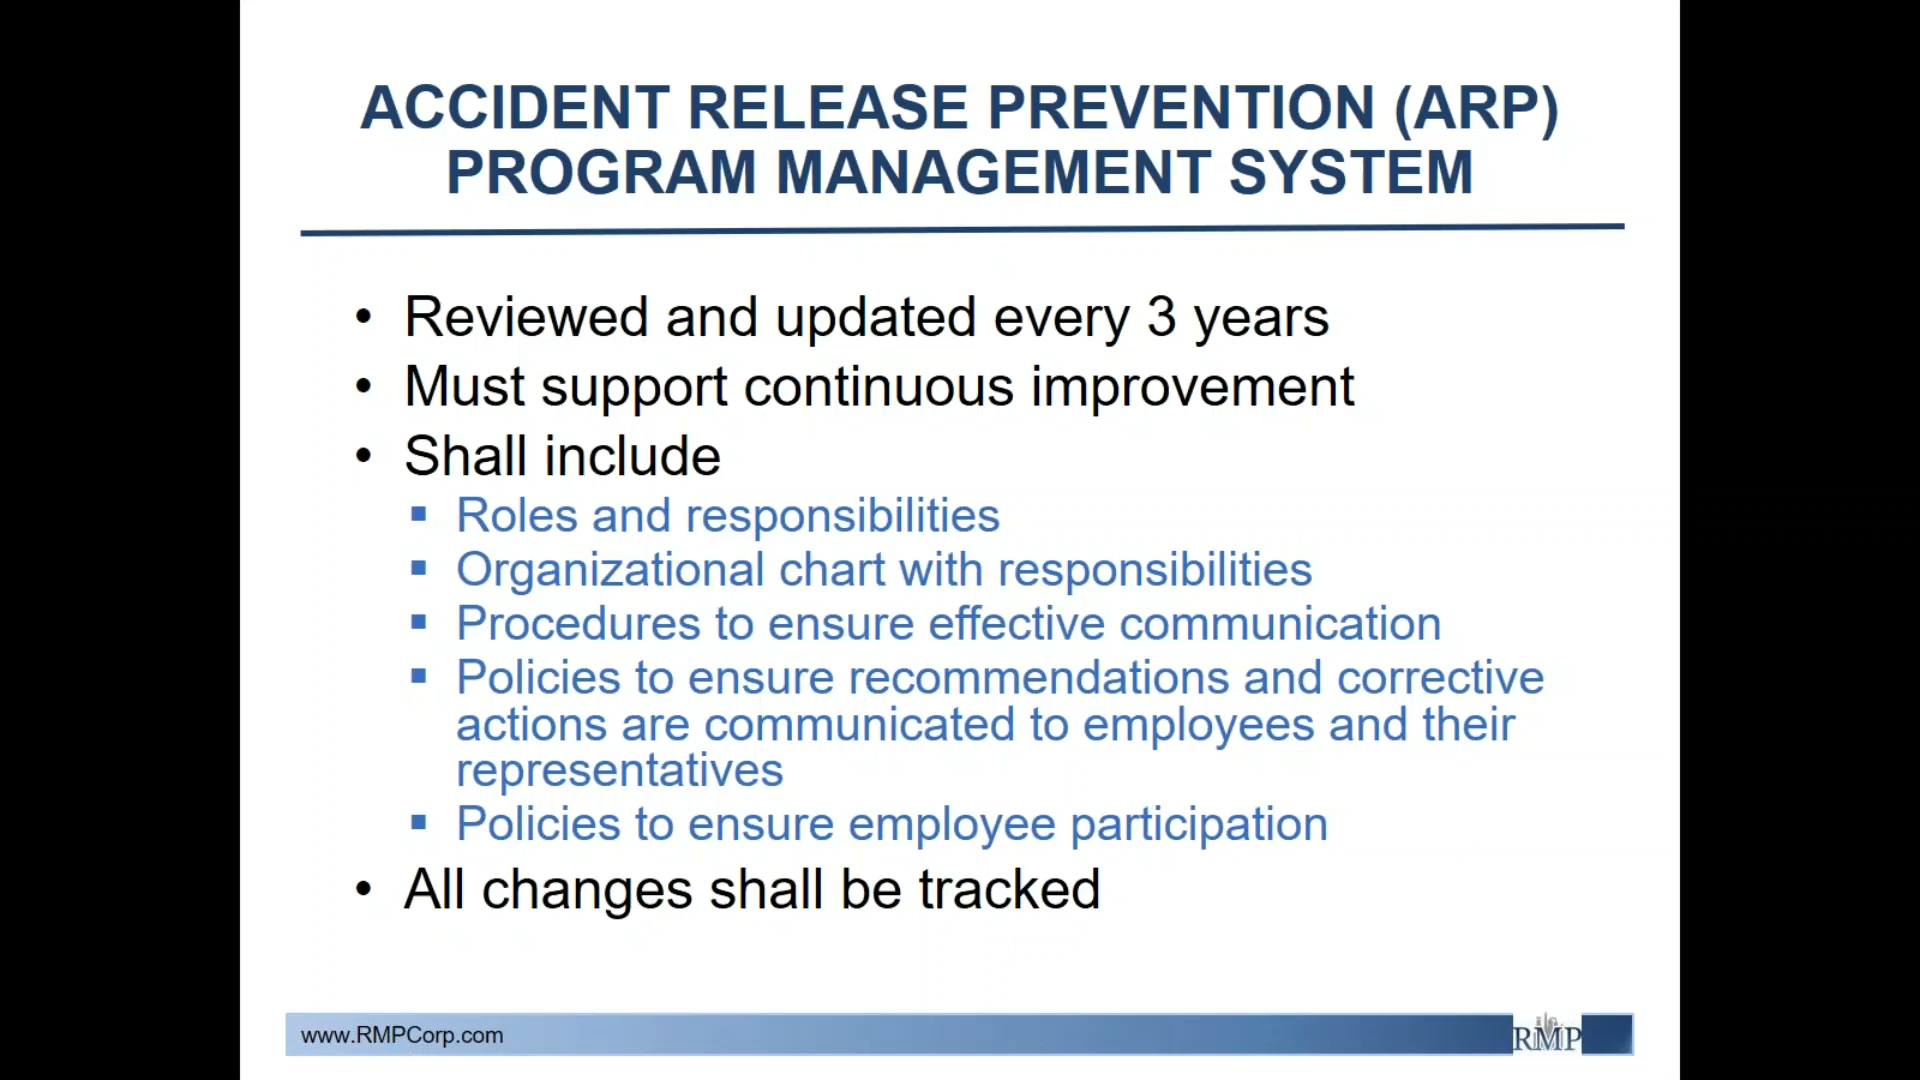 ACCIDENT RELEASE PREVENTION (ARP)
PROGRAM MANAGEMENT SYSTEM
• Reviewed and updated every 3 years
• Must support continuous improvement
• Shall include
▪ Roles and responsibilities
▪ Organizational chart with responsibilities
▪ Procedures to ensure effective communication
▪ Policies to ensure recommendations and corrective
actions are communicated to employees and their
representatives
▪ Policies to ensure employee participation
• All changes shall be tracked
www.RMPCorp.com
RMP